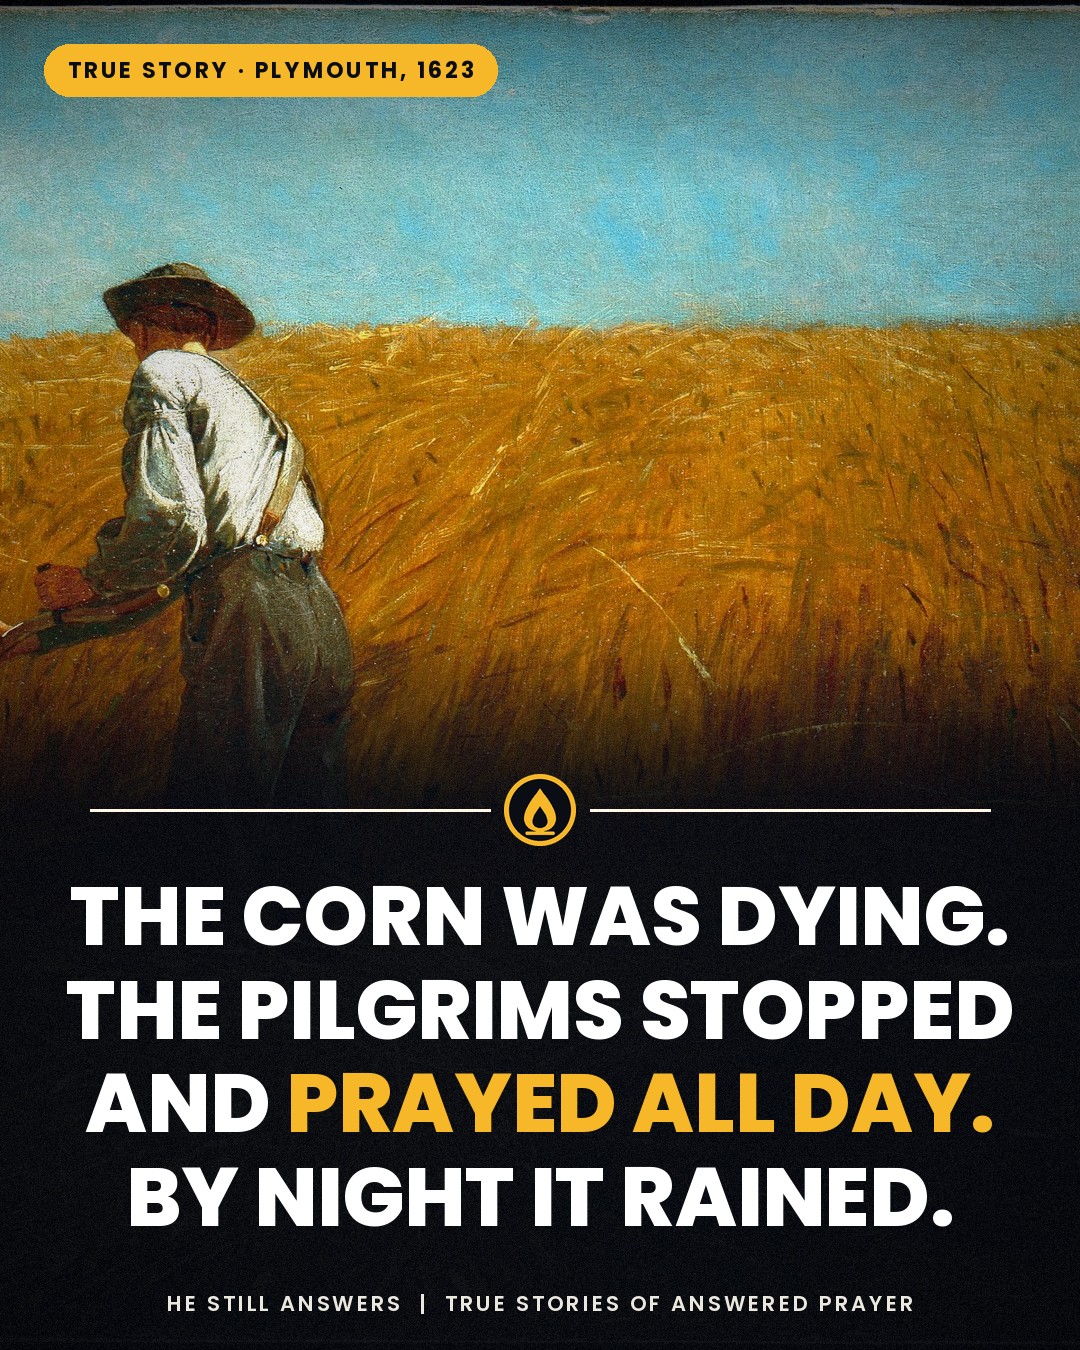 TRUE STORY · PLYMOUTH, 1623
THE CORN WAS DYING.
THE PILGRIMS STOPPED
AND PRAYED ALL DAY.
BY NIGHT IT RAINED.
HE STILL ANSWERS | TRUE STORIES OF ANSWERED PRAYER